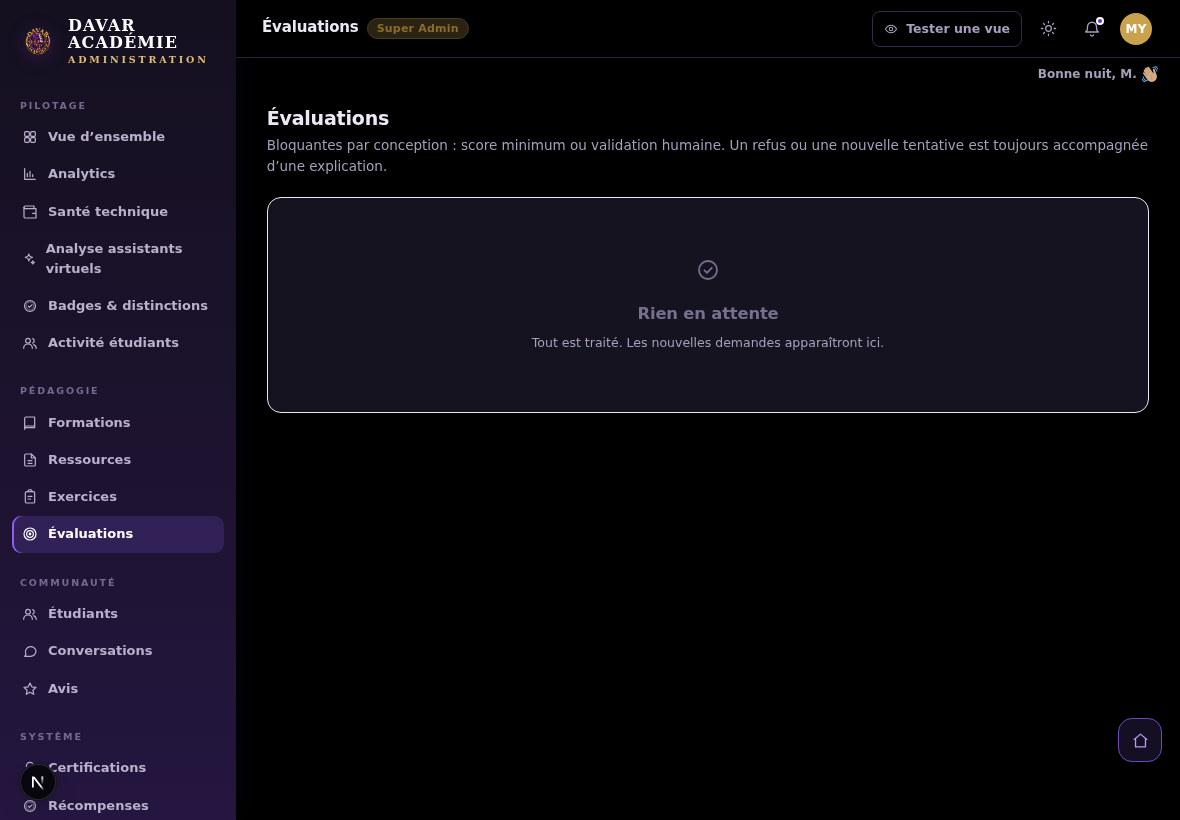 DAVAR
ACADÉMIE
ADMINISTRATION
PILOTAGE
Vue d’ensemble
Analytics
Santé technique
Analyse assistants
virtuels
Badges & distinctions
Activité étudiants
PÉDAGOGIE
Formations
Ressources
Exercices
Évaluations
COMMUNAUTÉ
Étudiants
Conversations
Avis
SYSTÈME
Certifications
Récompenses
N
Évaluations
Super Admin
Tester une vue
MY
Bonne nuit, M. 👋🏽
Évaluations
Bloquantes par conception : score minimum ou validation humaine. Un refus ou une nouvelle tentative est toujours accompagnée
d’une explication.
Rien en attente
Tout est traité. Les nouvelles demandes apparaîtront ici.